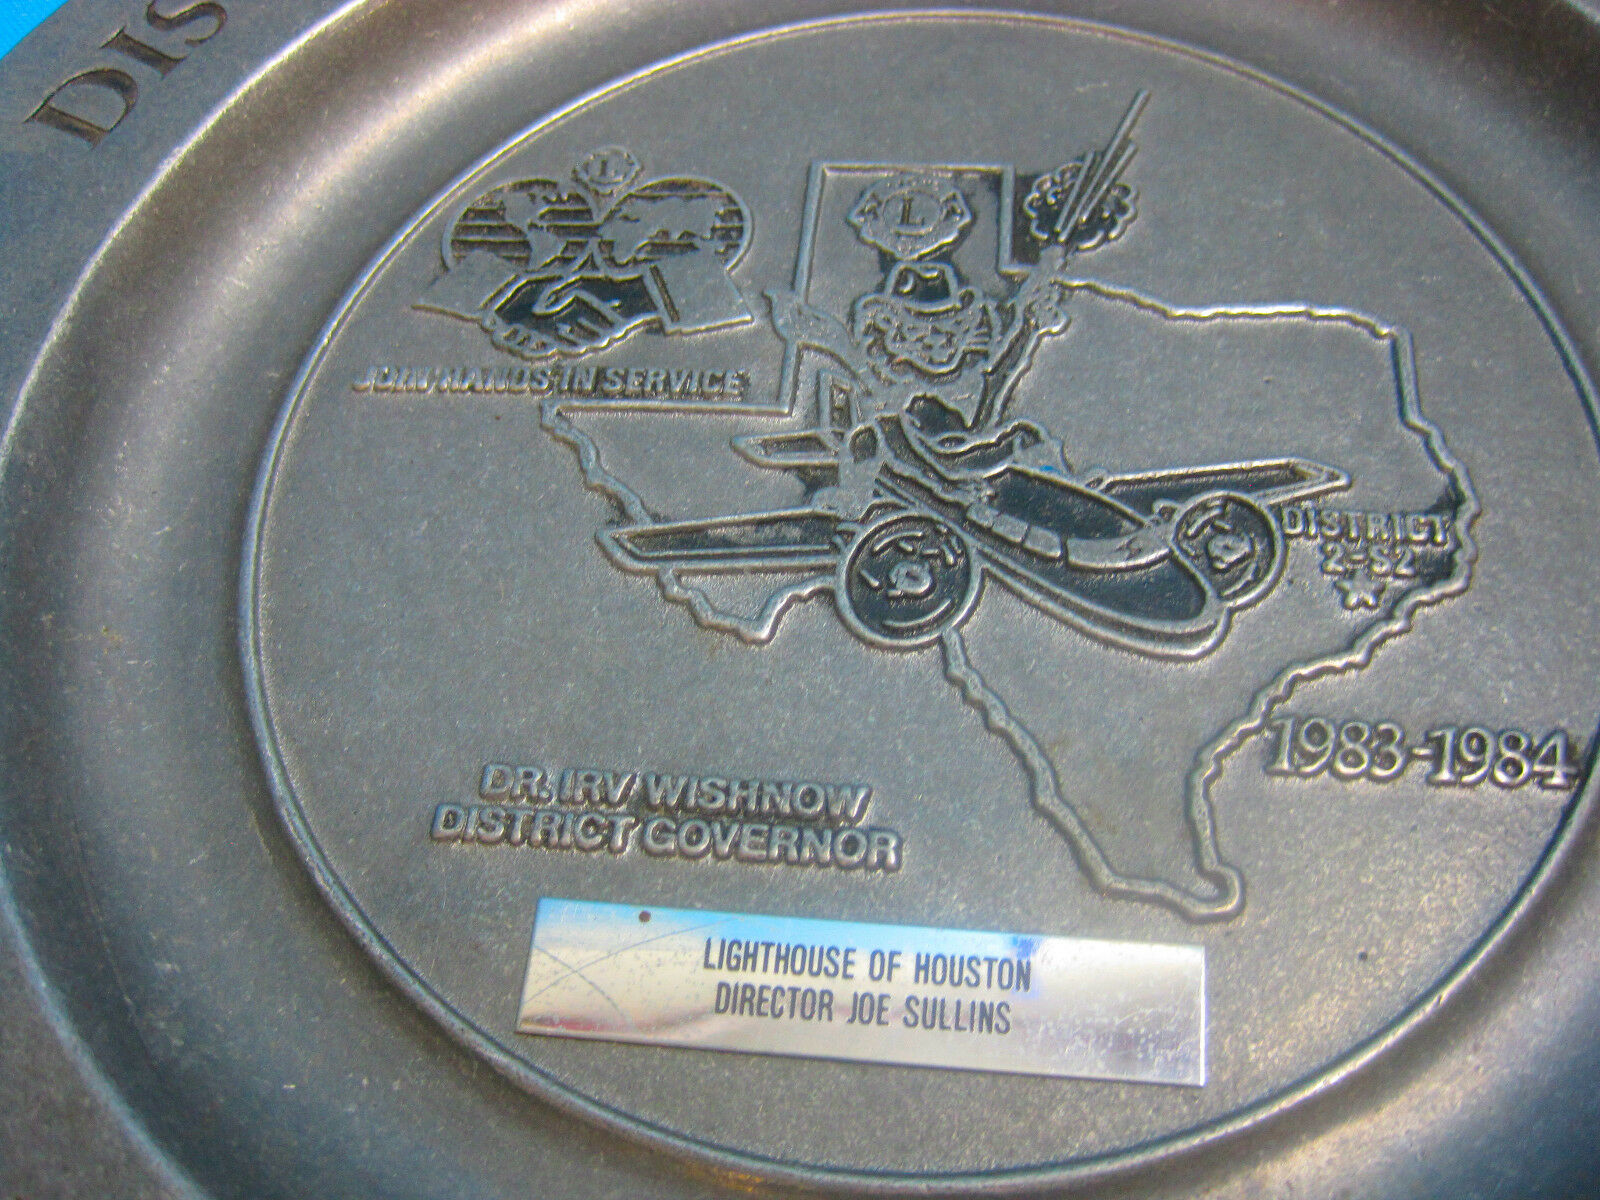 DIS
L
L
JOIN HANDS IN SERVICE
DISTRICT
2-S2
1983-1984
DR. IRV WISHNOW
DISTRICT GOVERNOR
LIGHTHOUSE OF HOUSTON
DIRECTOR JOE SULLINS